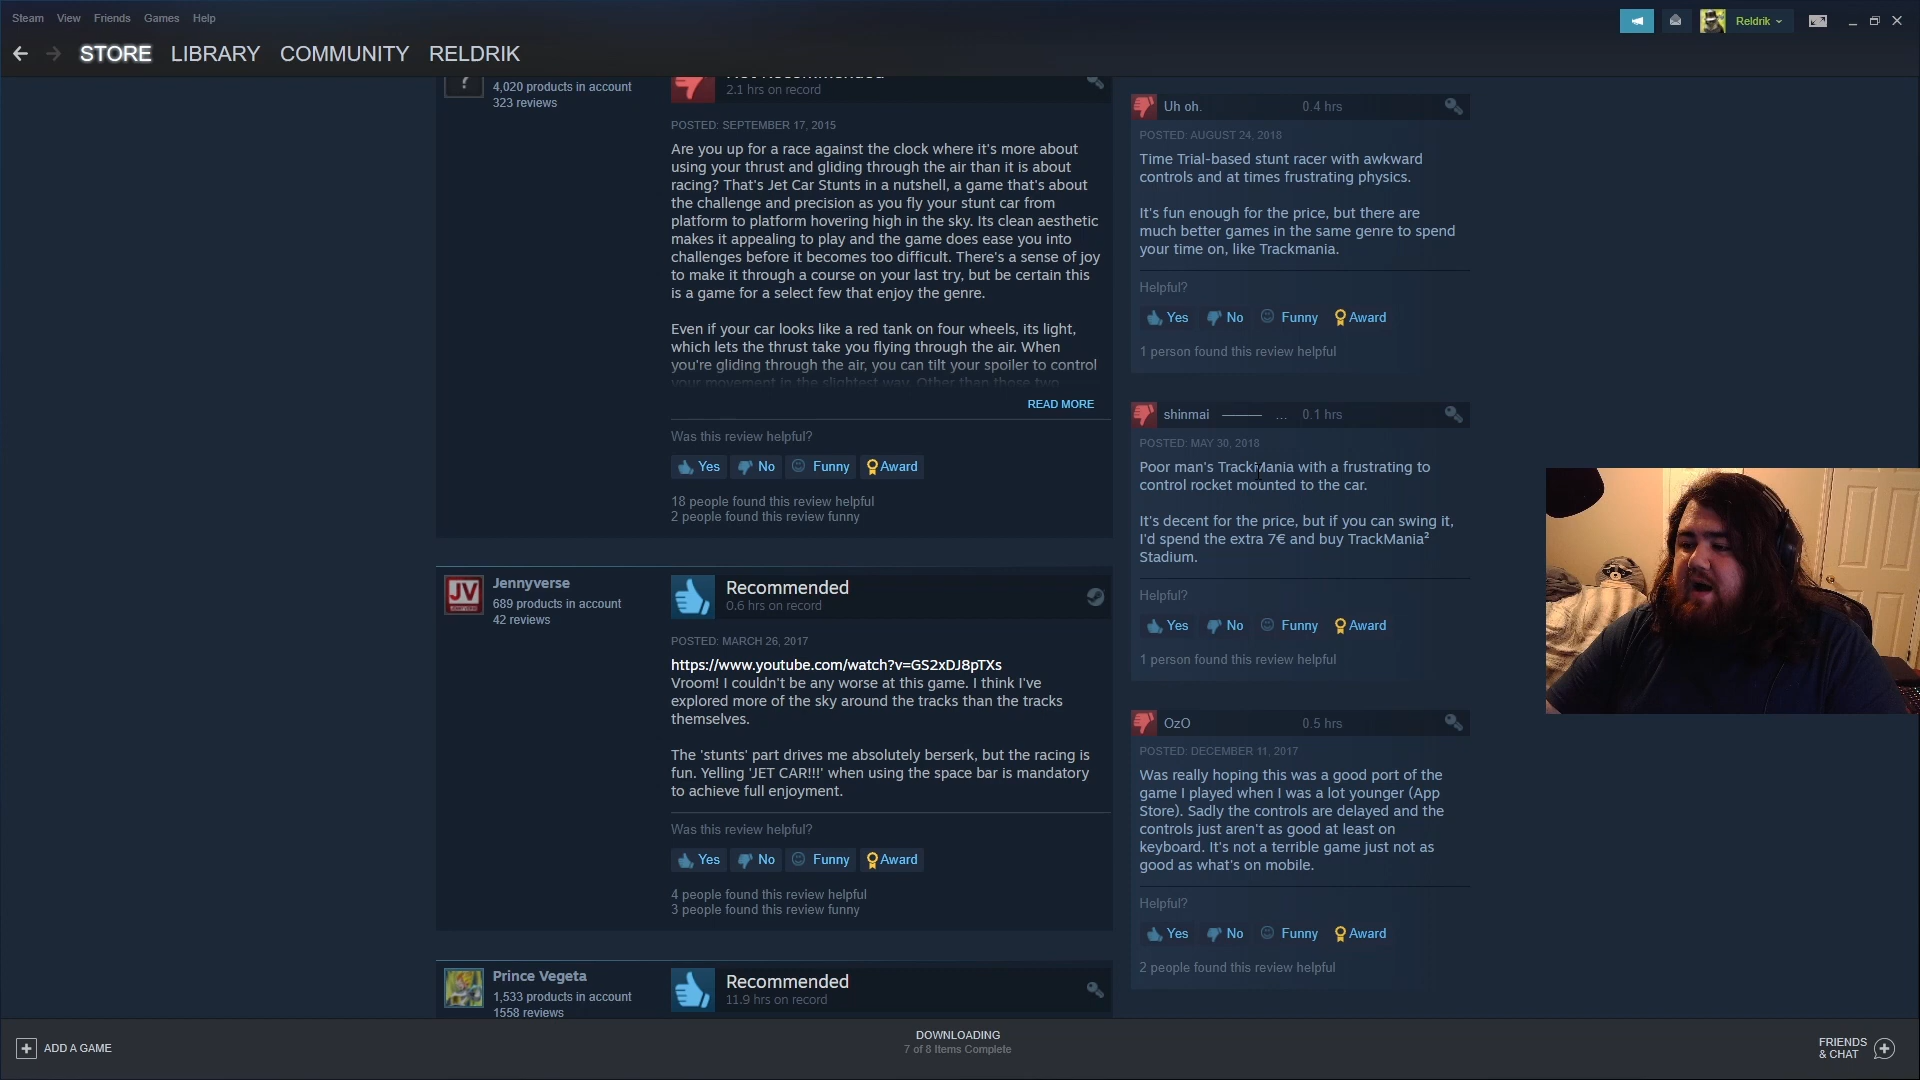 Steam View Friends Games Help
Reldrik
STORE LIBRARY COMMUNITY RELDRIK
4,020 products in account
323 reviews
Not Recommended
2.1 hrs on record
POSTED: SEPTEMBER 17, 2015
Are you up for a race against the clock where it's more about
using your thrust and gliding through the air than it is about
racing? That's Jet Car Stunts in a nutshell, a game that's about
the challenge and precision as you fly your stunt car from
platform to platform hovering high in the sky. Its clean aesthetic
makes it appealing to play and the game does ease you into
challenges before it becomes too difficult. There's a sense of joy
to make it through a course on your last try, but be certain this
is a game for a select few that enjoy the genre.
Even if your car looks like a red tank on four wheels, its light,
which lets the thrust take you flying through the air. When
you're gliding through the air, you can tilt your spoiler to control
your movement in the slightest way. Other than those two
READ MORE
Was this review helpful?
Yes No Funny Award
18 people found this review helpful
2 people found this review funny
JV
Jennyverse
689 products in account
42 reviews
Recommended
0.6 hrs on record
POSTED: MARCH 26, 2017
https://www.youtube.com/watch?v=GS2xDJ8pTXs
Vroom! I couldn't be any worse at this game. I think I've
explored more of the sky around the tracks than the tracks
themselves.
The 'stunts' part drives me absolutely berserk, but the racing is
fun. Yelling 'JET CAR!!!' when using the space bar is mandatory
to achieve full enjoyment.
Was this review helpful?
Yes No Funny Award
4 people found this review helpful
3 people found this review funny
Prince Vegeta
1,533 products in account
1558 reviews
Recommended
11.9 hrs on record
Uh oh. 0.4 hrs
POSTED: AUGUST 24, 2018
Time Trial-based stunt racer with awkward
controls and at times frustrating physics.
It's fun enough for the price, but there are
much better games in the same genre to spend
your time on, like Trackmania.
Helpful?
Yes No Funny Award
1 person found this review helpful
shinmai ——— ... 0.1 hrs
POSTED: MAY 30, 2018
Poor man's TrackMania with a frustrating to
control rocket mounted to the car.
It's decent for the price, but if you can swing it,
I'd spend the extra 7€ and buy TrackMania²
Stadium.
Helpful?
Yes No Funny Award
1 person found this review helpful
OzO 0.5 hrs
POSTED: DECEMBER 11, 2017
Was really hoping this was a good port of the
game I played when I was a lot younger (App
Store). Sadly the controls are delayed and the
controls just aren't as good at least on
keyboard. It's not a terrible game just not as
good as what's on mobile.
Helpful?
Yes No Funny Award
2 people found this review helpful
ADD A GAME
DOWNLOADING
7 of 8 Items Complete
FRIENDS
& CHAT